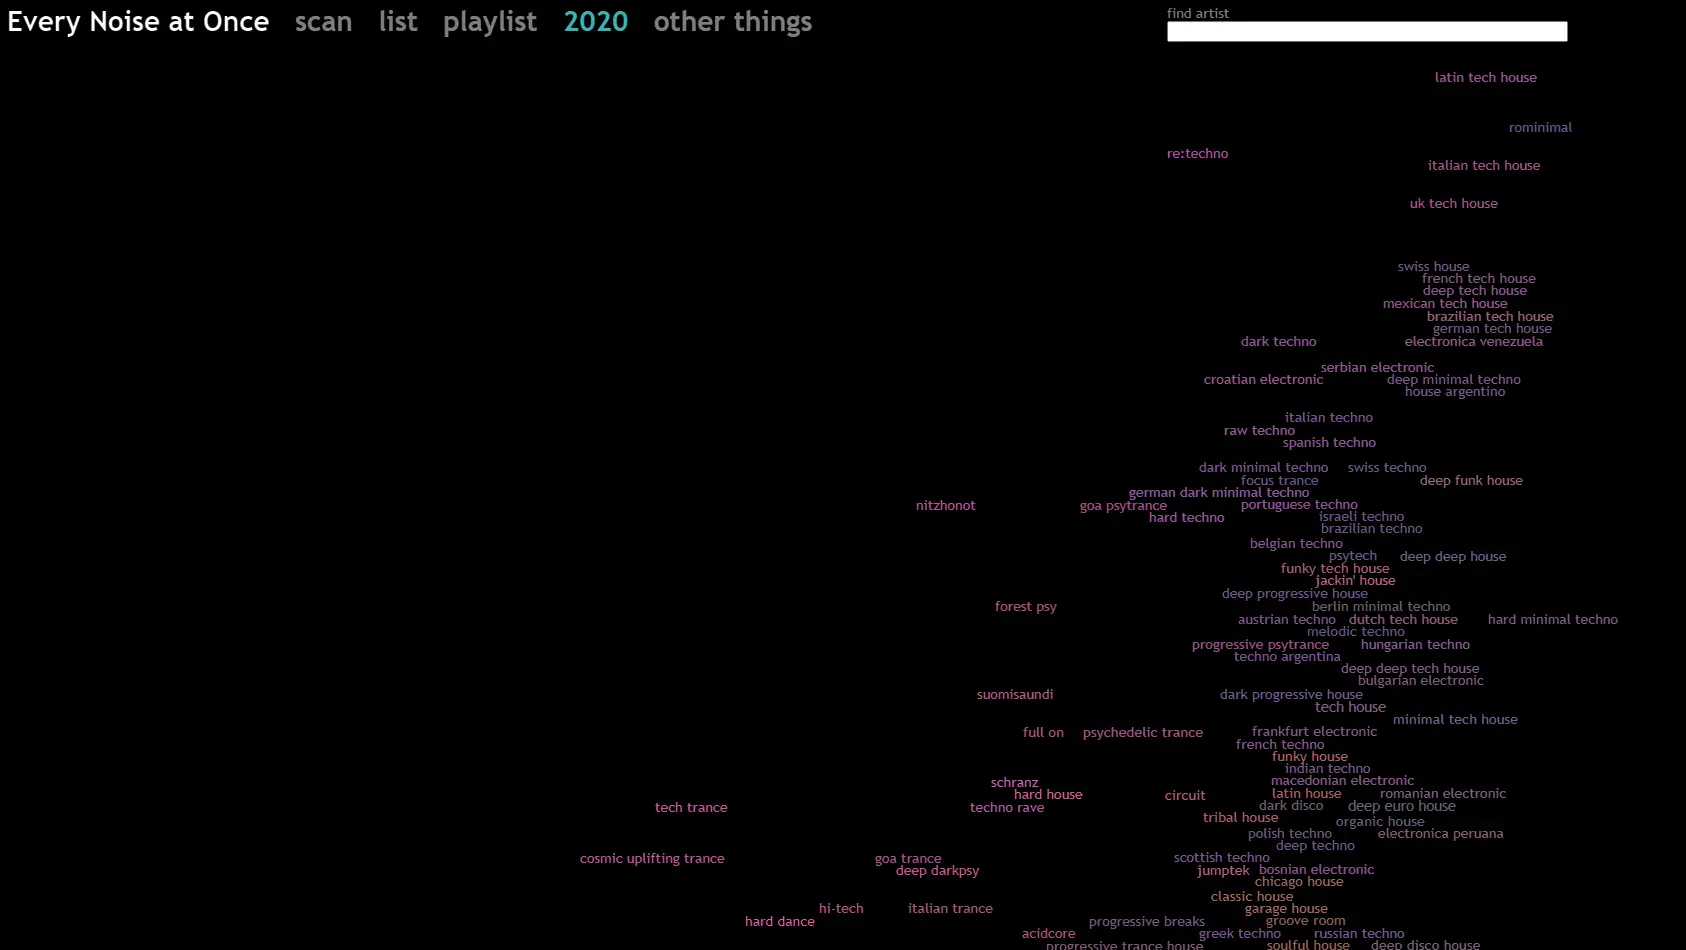 Every Noise at Once scan list playlist 2020 other things
find artist
latin tech house
rominimal
re:techno
italian tech house
uk tech house
swiss house
french tech house
deep tech house
mexican tech house
brazilian tech house
german tech house
dark techno electronica venezuela
serbian electronic
croatian electronic deep minimal techno
house argentino
italian techno
raw techno
spanish techno
dark minimal techno swiss techno
focus trance deep funk house
german dark minimal techno
nitzhonot goa psytrance portuguese techno
hard techno israeli techno
brazilian techno
belgian techno
psytech deep deep house
funky tech house
jackin' house
deep progressive house
forest psy berlin minimal techno
austrian techno dutch tech house hard minimal techno
melodic techno
progressive psytrance hungarian techno
techno argentina
deep deep tech house
bulgarian electronic
suomisaundi dark progressive house
tech house
minimal tech house
full on psychedelic trance frankfurt electronic
french techno
funky house
indian techno
schranz macedonian electronic
hard house circuit latin house romanian electronic
tech trance techno rave dark disco deep euro house
tribal house organic house
polish techno electronica peruana
deep techno
cosmic uplifting trance goa trance scottish techno
deep darkpsy jumptek bosnian electronic
chicago house
classic house
hi-tech italian trance garage house
hard dance progressive breaks groove room
acidcore greek techno russian techno
progressive trance house soulful house deep disco house